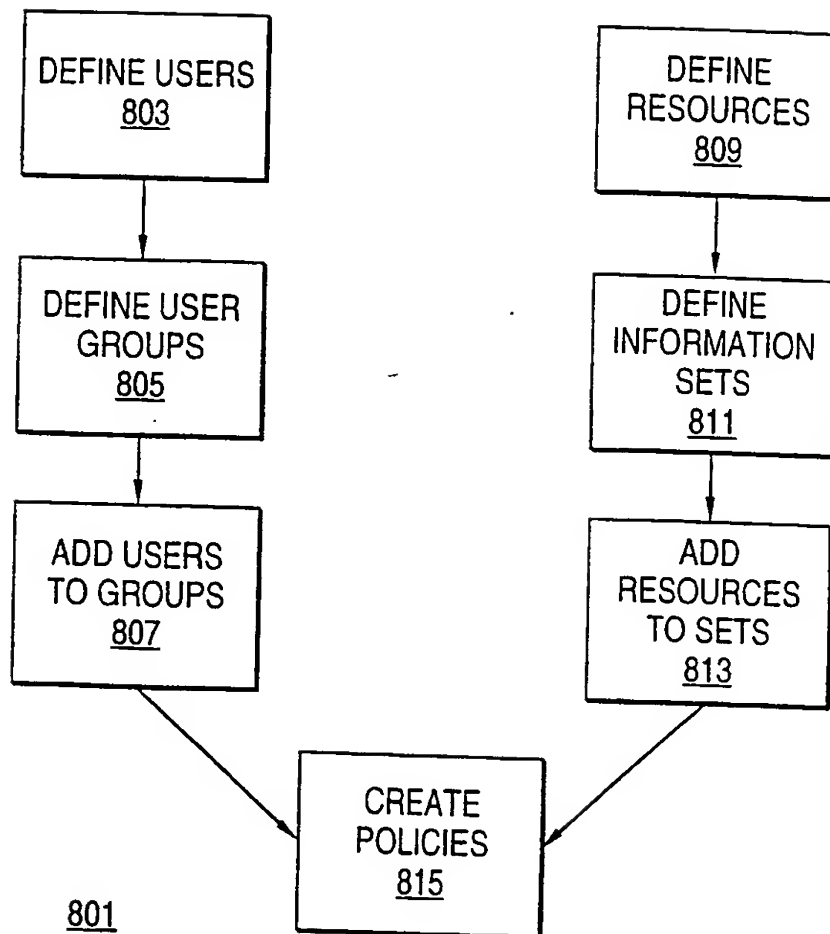 DEFINE USERS
803
DEFINE USER
GROUPS
805
ADD USERS
TO GROUPS
807
DEFINE
RESOURCES
809
DEFINE
INFORMATION
SETS
811
ADD
RESOURCES
TO SETS
813
CREATE
POLICIES
815
801